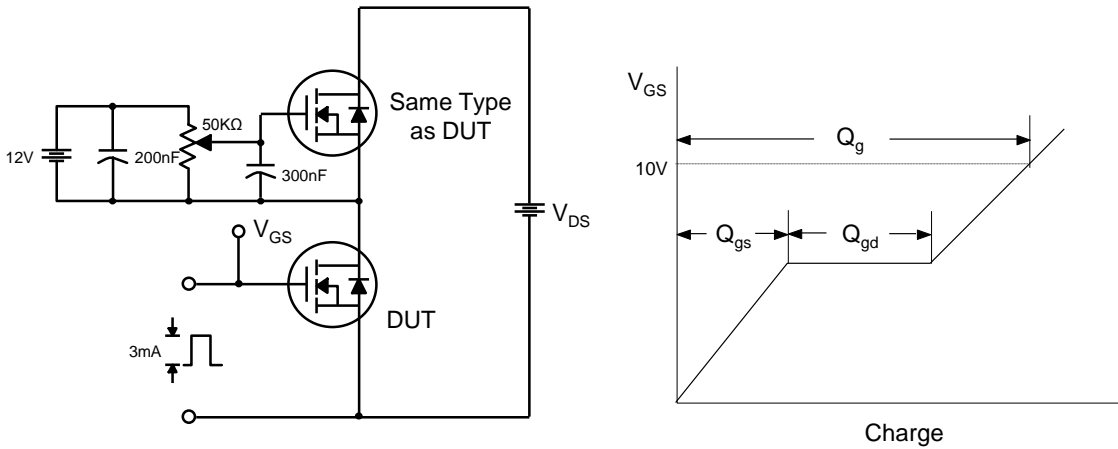 12V
200nF
50KΩ
300nF
Same Type
as DUT
V_DS
V_GS
DUT
3mA
V_GS
Q_g
10V
Q_gs
Q_gd
Charge